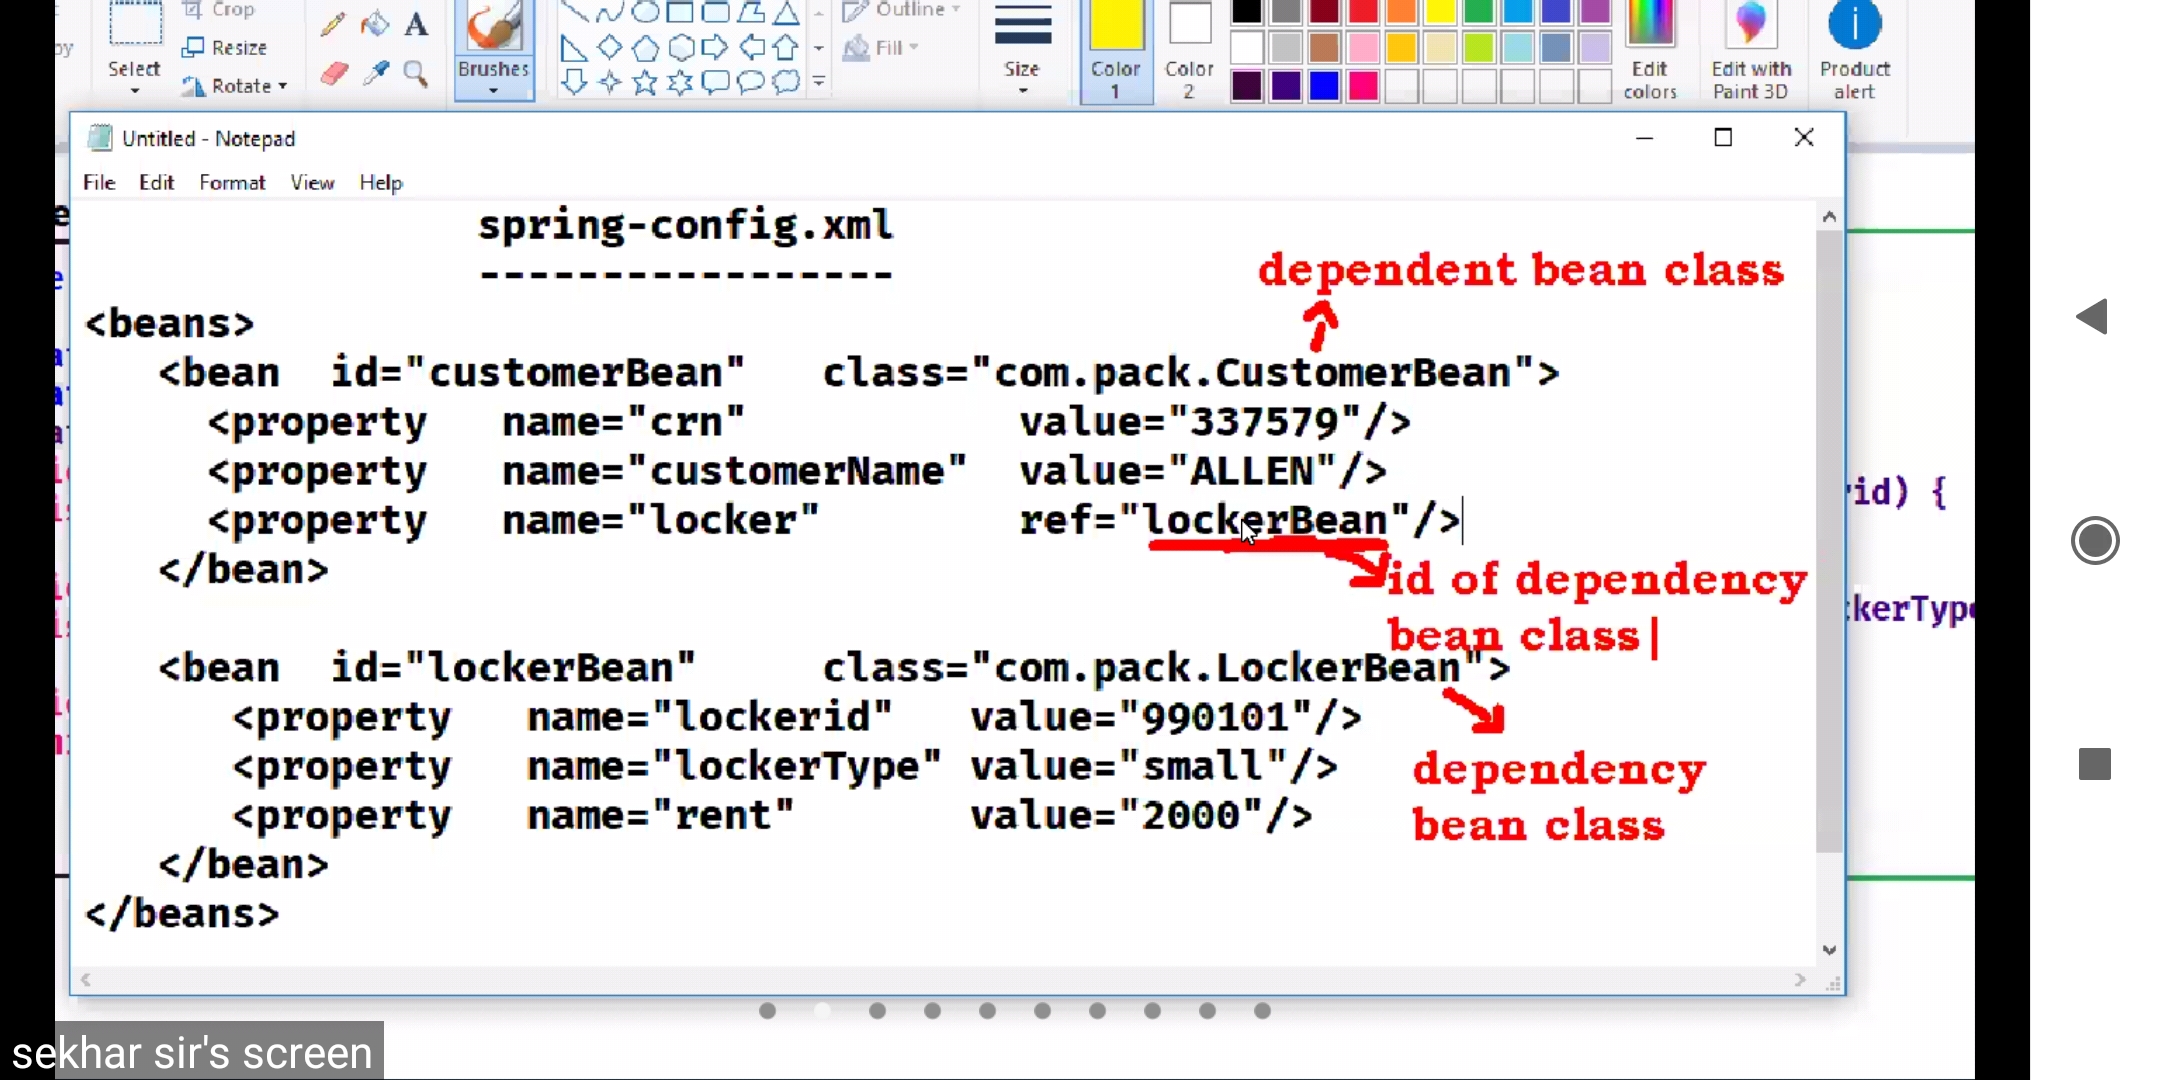 Crop
Outline
Resize
Fill
Select
Rotate
A
Brushes
Size
Color
1
Color
2
Edit
colors
Edit with
Paint 3D
Product
alert
Untitled - Notepad
File Edit Format View Help
spring-config.xml
-----------------
dependent bean class
<beans>
<bean id="customerBean" class="com.pack.CustomerBean">
<property name="crn" value="337579"/>
<property name="customerName" value="ALLEN"/>
<property name="locker" ref="lockerBean"/>
</bean>
id of dependency
bean class
<bean id="lockerBean" class="com.pack.LockerBean">
<property name="lockerid" value="990101"/>
<property name="lockerType" value="small"/>
<property name="rent" value="2000"/>
dependency
bean class
</bean>
</beans>
id) {
kerType
sekhar sir's screen